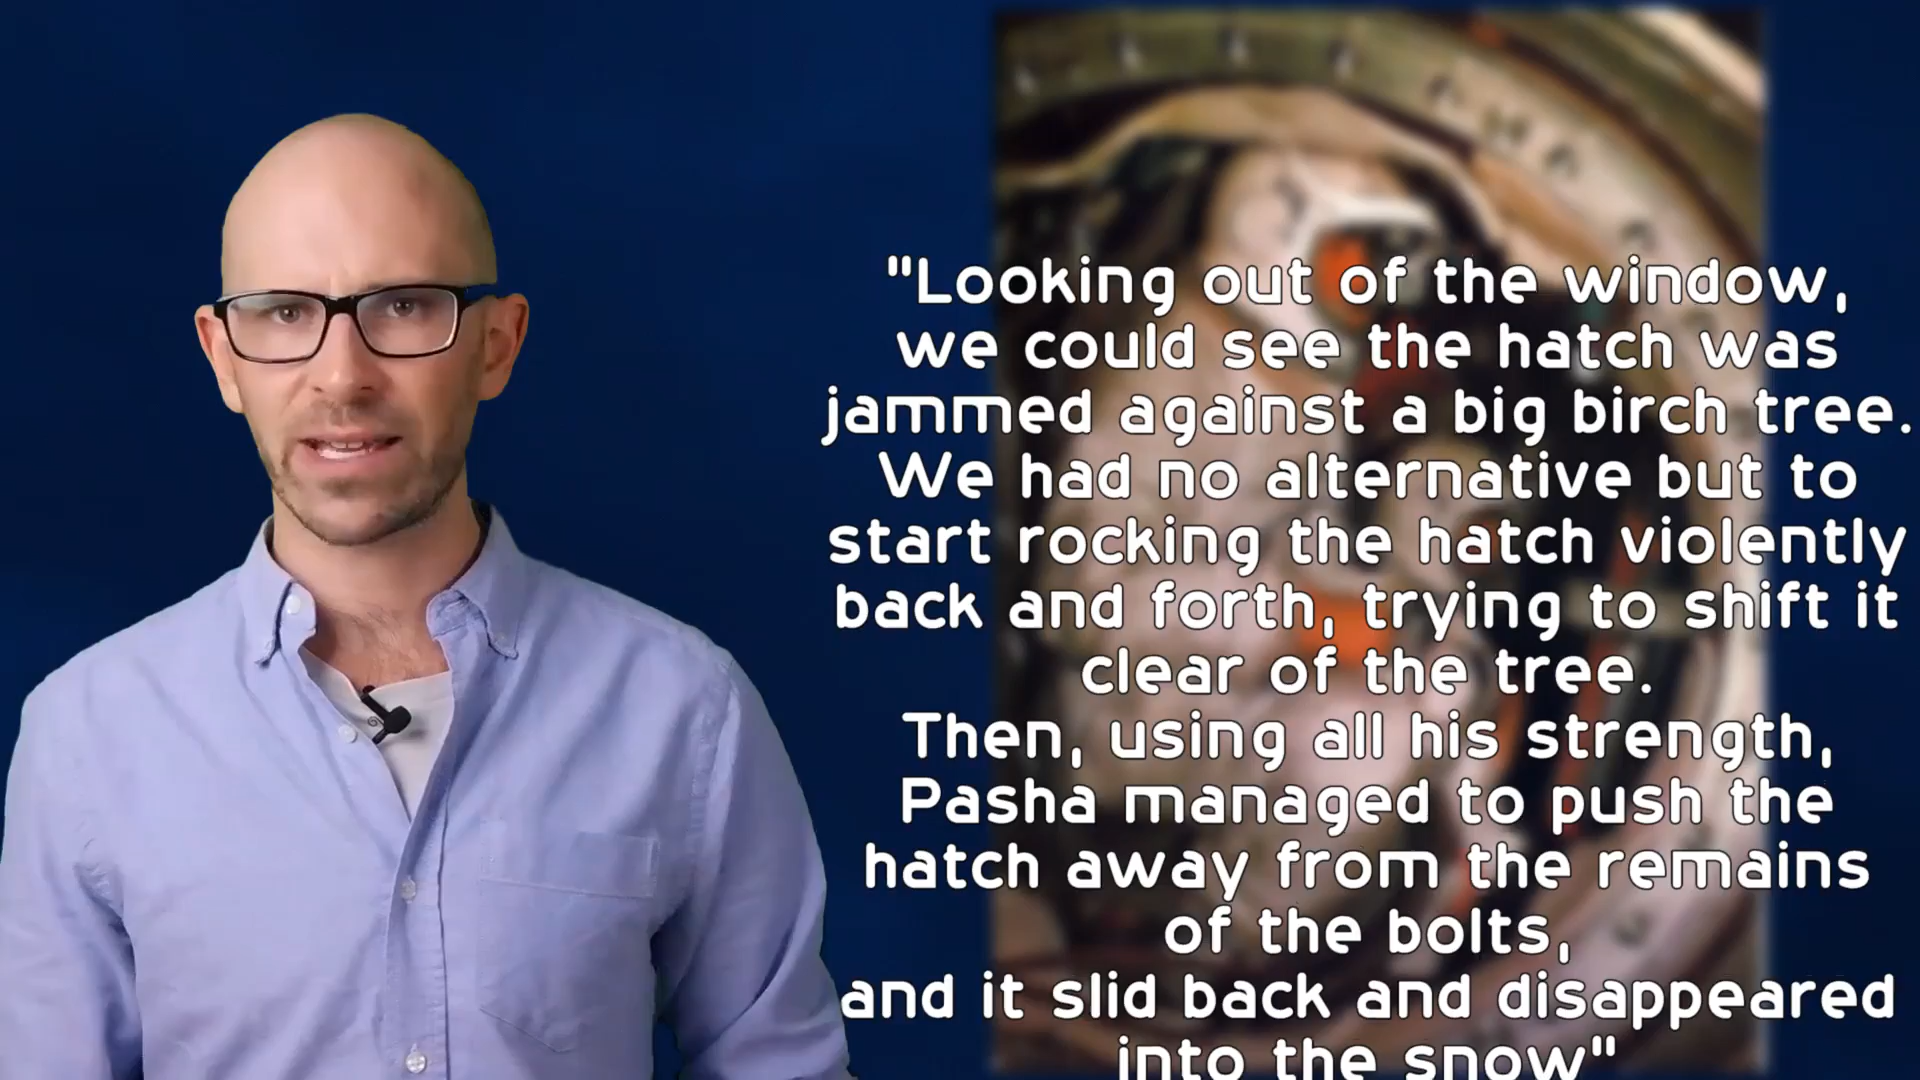 "Looking out of the window,
we could see the hatch was
jammed against a big birch tree.
We had no alternative but to
start rocking the hatch violently
back and forth, trying to shift it
clear of the tree.
Then, using all his strength,
Pasha managed to push the
hatch away from the remains
of the bolts,
and it slid back and disappeared
into the snow"